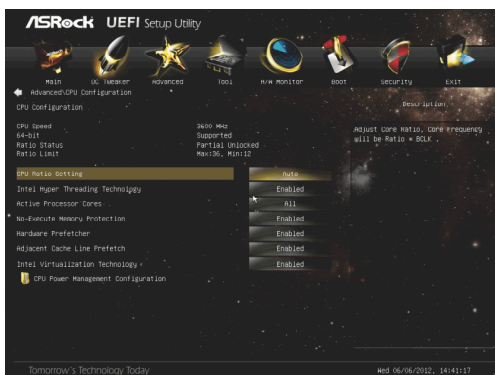 ASRock UEFI Setup Utility
Main OC Tweaker Advanced Tool H/W Monitor Boot Security Exit
Advanced\CPU Configuration
Description
CPU Configuration
CPU Speed 3600 MHz
Adjust Core Ratio, Core Frequency
64-bit Supported
will be Ratio * BCLK .
Ratio Status Partial Unlocked
Ratio Limit Max:36, Min:12
CPU Ratio Setting Auto
Intel Hyper Threading Technology Enabled
Active Processor Cores All
No-Execute Memory Protection Enabled
Hardware Prefetcher Enabled
Adjacent Cache Line Prefetch Enabled
Intel Virtualization Technology Enabled
CPU Power Management Configuration
Tomorrow's Technology Today
Wed 06/06/2012, 14:41:17